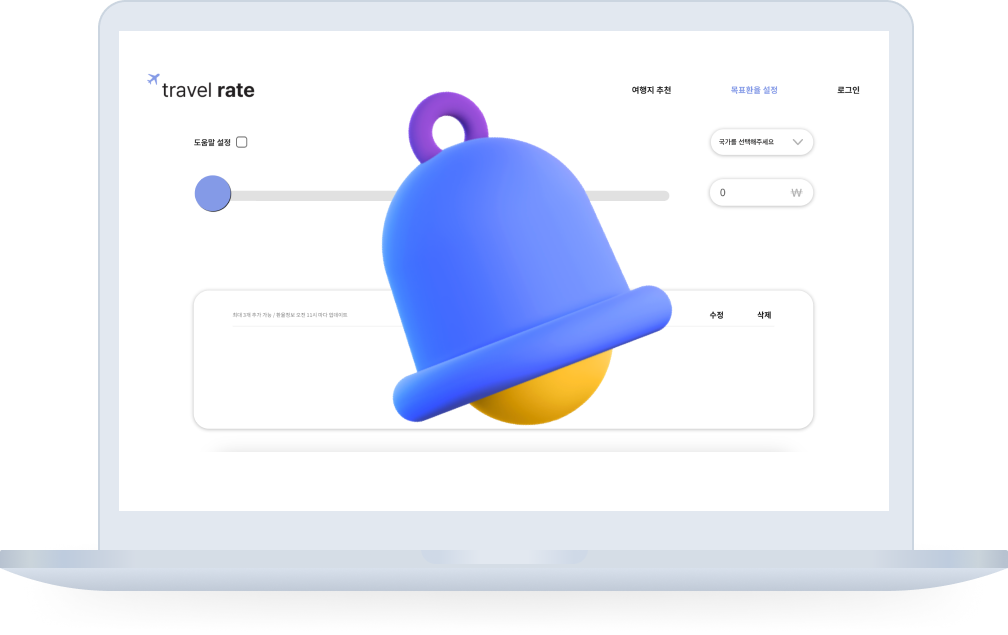 travel rate
여행지 추천
목표환율 설정
로그인
도움말 설정
국가를 선택해주세요
0 ₩
최대 3개 추가 가능 / 환율정보 오전 11시 마다 업데이트
수정
삭제